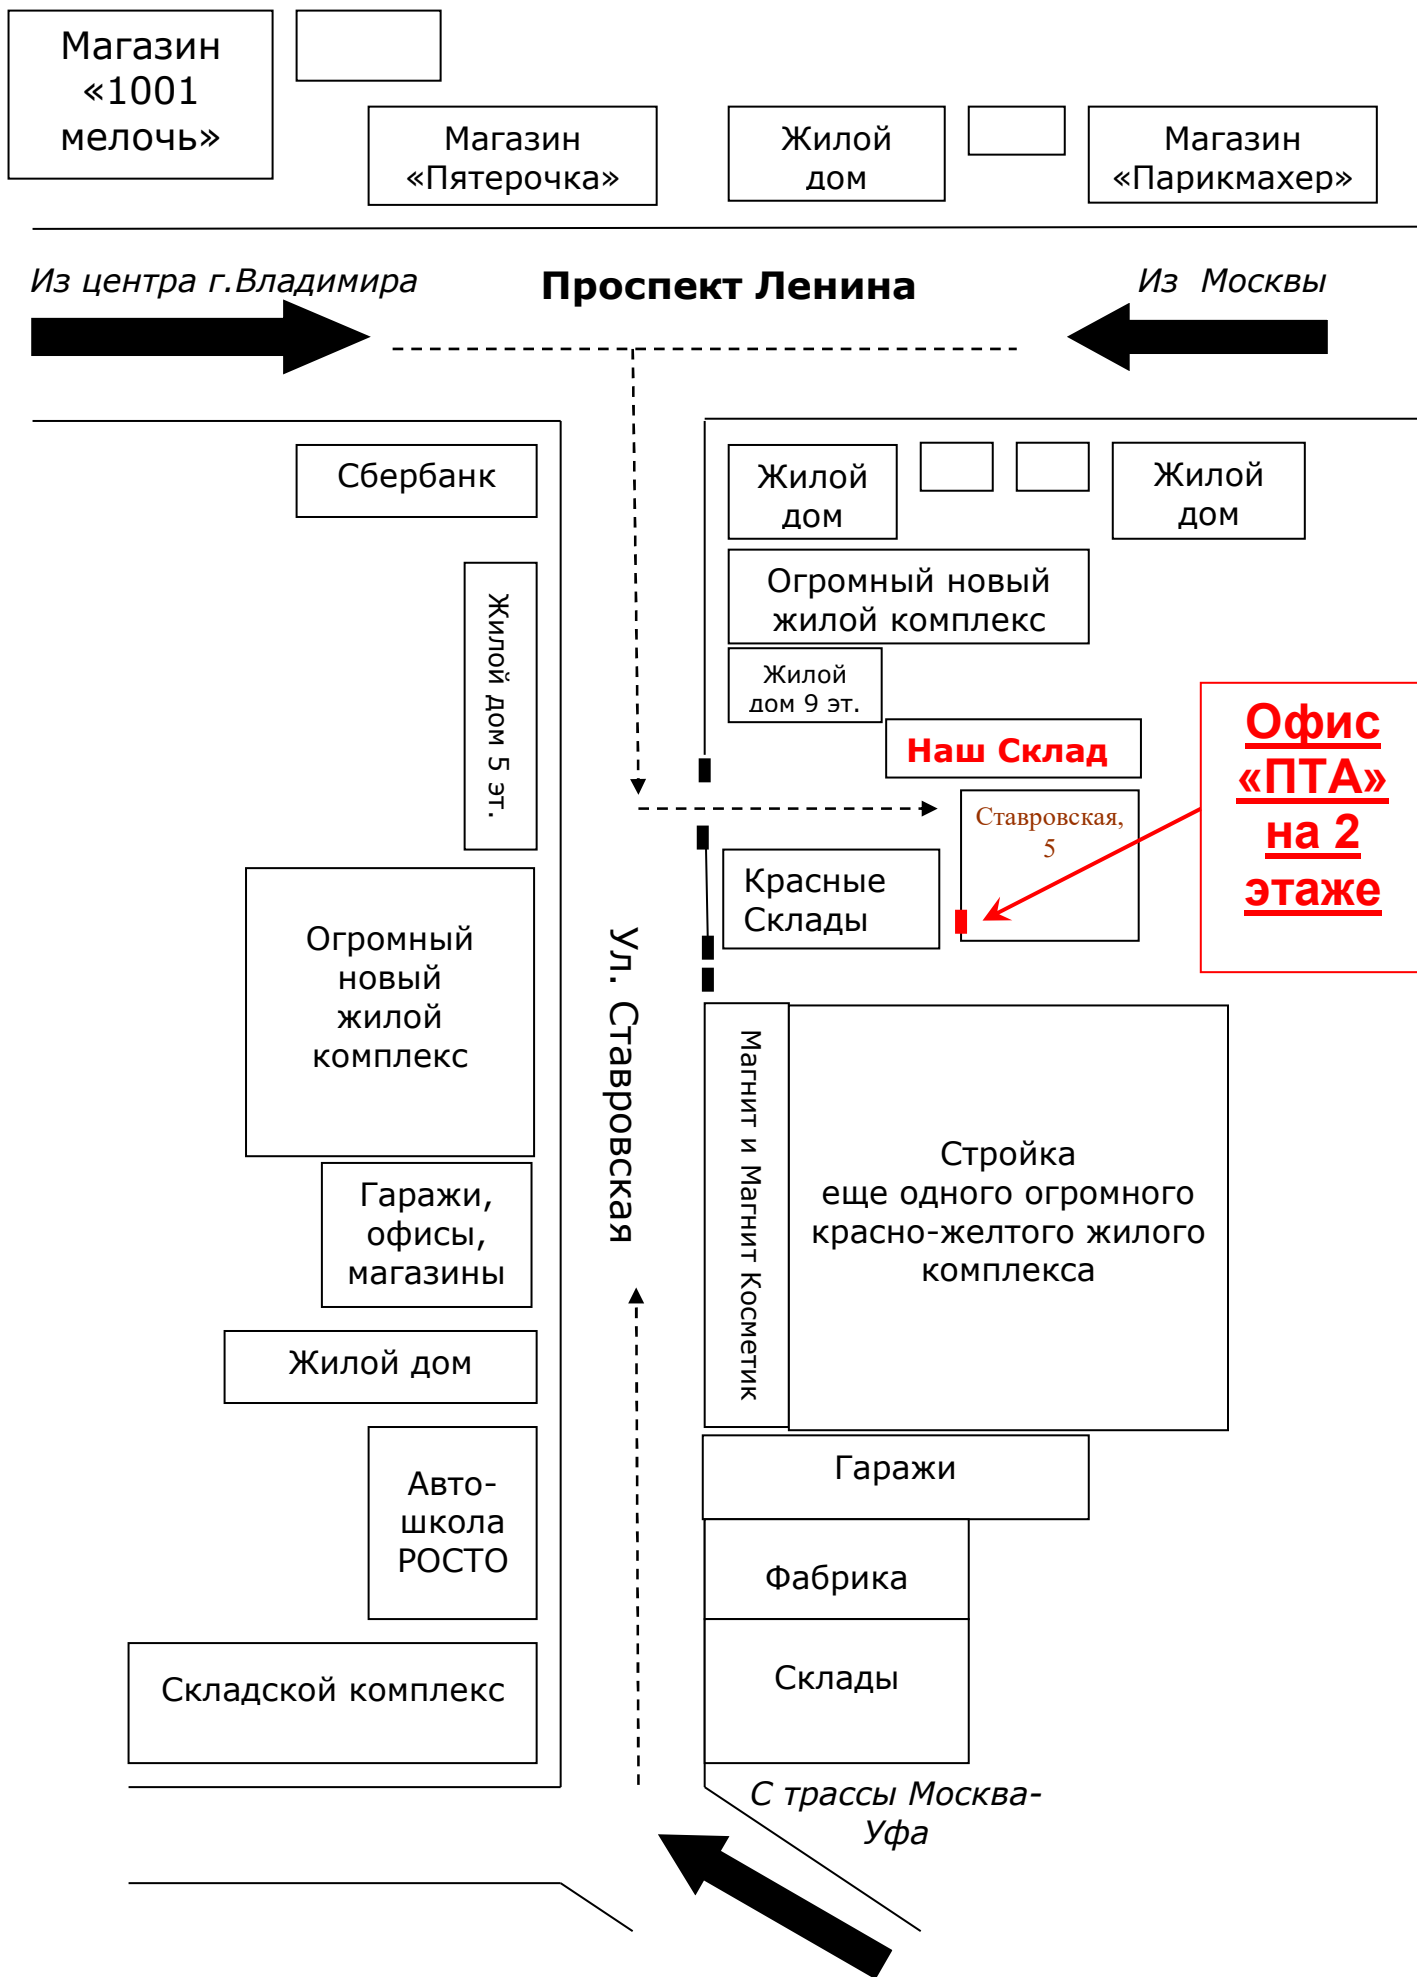 Магазин
«1001
мелочь»
Магазин
«Пятерочка»
Жилой
дом
Магазин
«Парикмахер»
Из центра г.Владимира
Проспект Ленина
Из Москвы
Сбербанк
Жилой
дом
Жилой
дом
Огромный новый
жилой комплекс
Жилой дом 5 эт.
Жилой
дом 9 эт.
Наш Склад
Офис
«ПТА»
на 2
этаже
Ставровская,
5
Красные
Склады
Огромный
новый
жилой
комплекс
Ул. Ставровская
Магнит и Магнит Косметик
Стройка
еще одного огромного
красно-желтого жилого
комплекса
Гаражи,
офисы,
магазины
Жилой дом
Гаражи
Авто-
школа
РОСТО
Фабрика
Складской комплекс
Склады
С трассы Москва-
Уфа